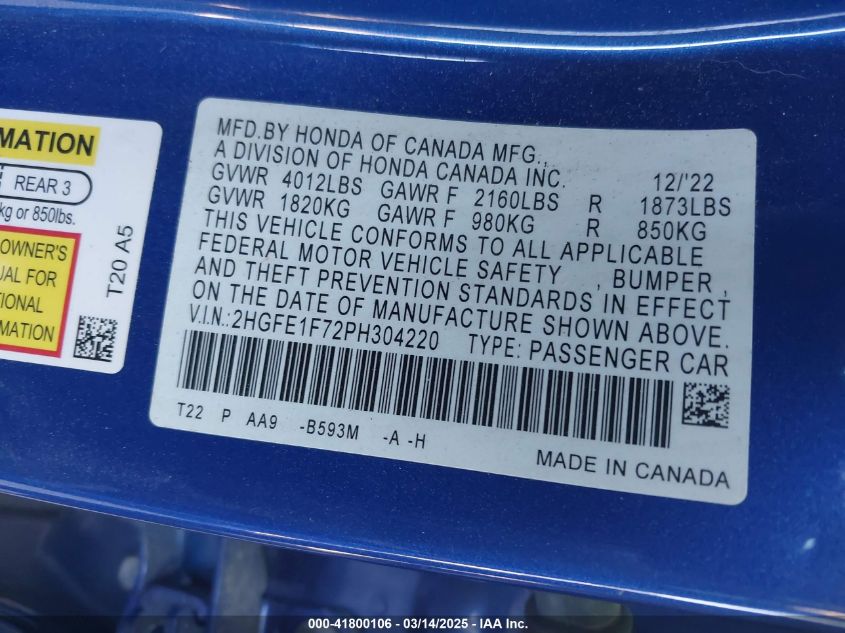 MATION
REAR 3
kg or 850lbs.
OWNER'S
UAL FOR
TIONAL
MATION
T20 A5
MFD.BY HONDA OF CANADA MFG.,
A DIVISION OF HONDA CANADA INC. 12/'22
GVWR 4012LBS GAWR F 2160LBS R 1873LBS
GVWR 1820KG GAWR F 980KG R 850KG
THIS VEHICLE CONFORMS TO ALL APPLICABLE
FEDERAL MOTOR VEHICLE SAFETY , BUMPER ,
AND THEFT PREVENTION STANDARDS IN EFFECT
ON THE DATE OF MANUFACTURE SHOWN ABOVE.
V.I.N.:2HGFE1F72PH304220 TYPE: PASSENGER CAR
T22 P AA9 -B593M -A -H
MADE IN CANADA
000-41800106 / 03/14/2025 - © IAA Inc.